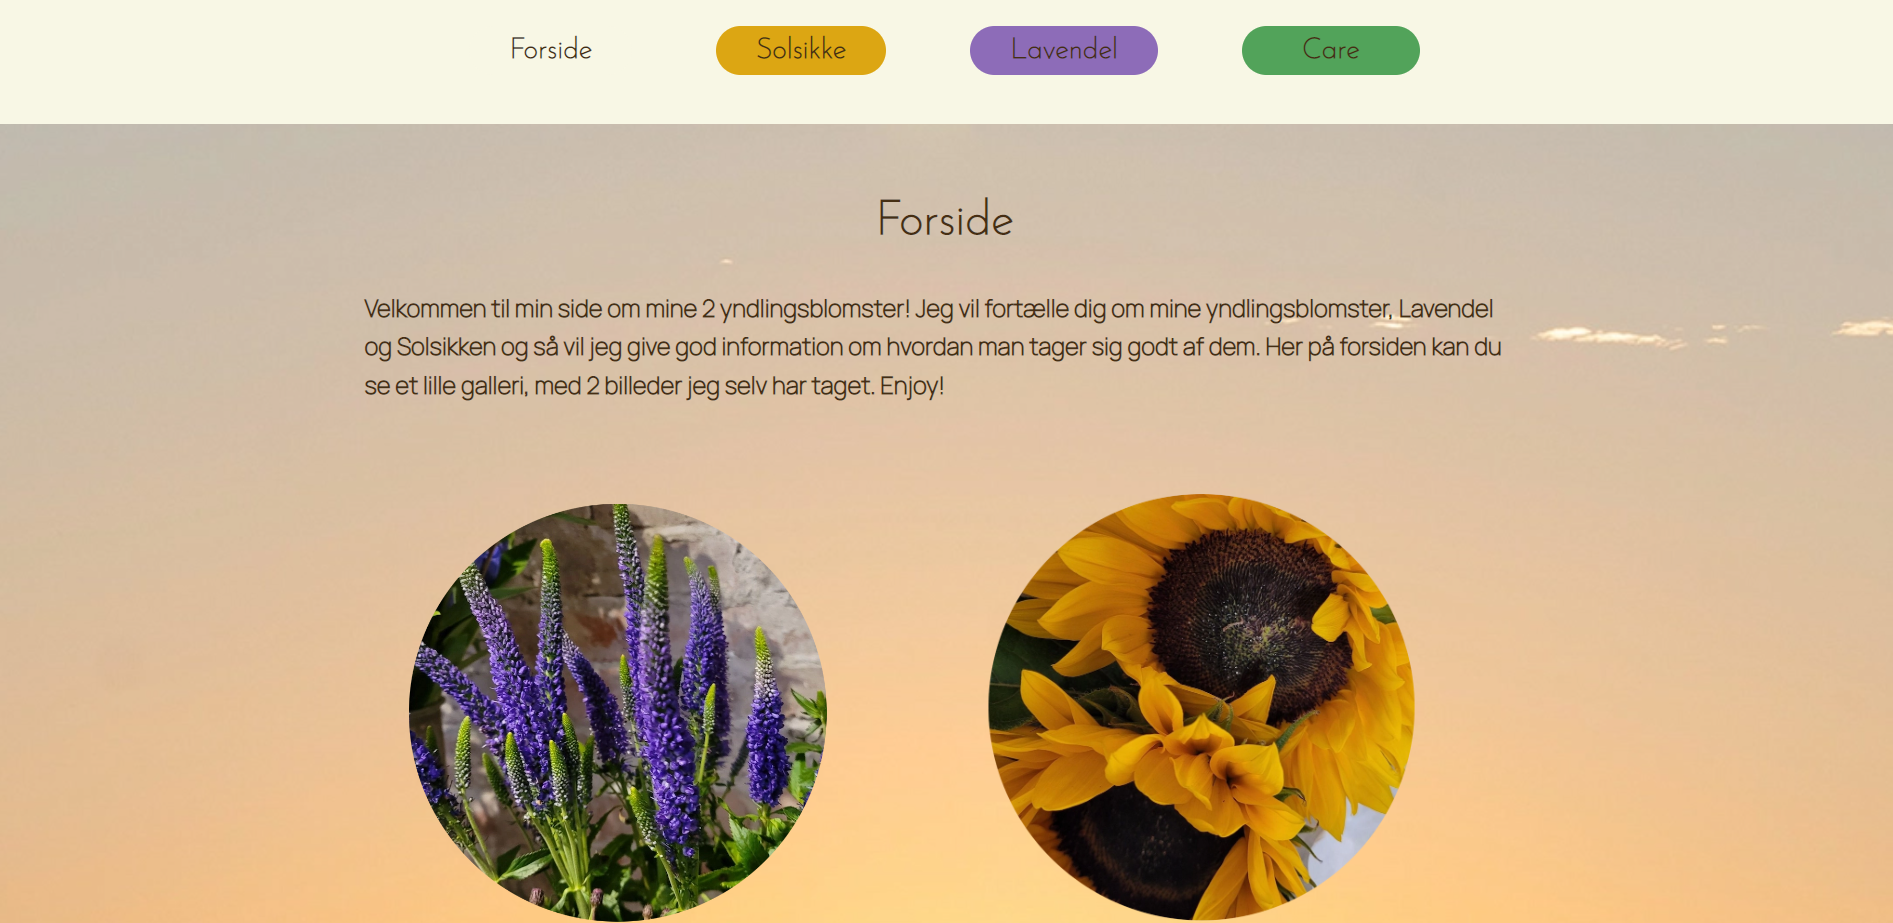 Forside Solsikke Lavendel Care
Forside
Velkommen til min side om mine 2 yndlingsblomster! Jeg vil fortælle dig om mine yndlingsblomster, Lavendel
og Solsikken og så vil jeg give god information om hvordan man tager sig godt af dem. Her på forsiden kan du
se et lille galleri, med 2 billeder jeg selv har taget. Enjoy!